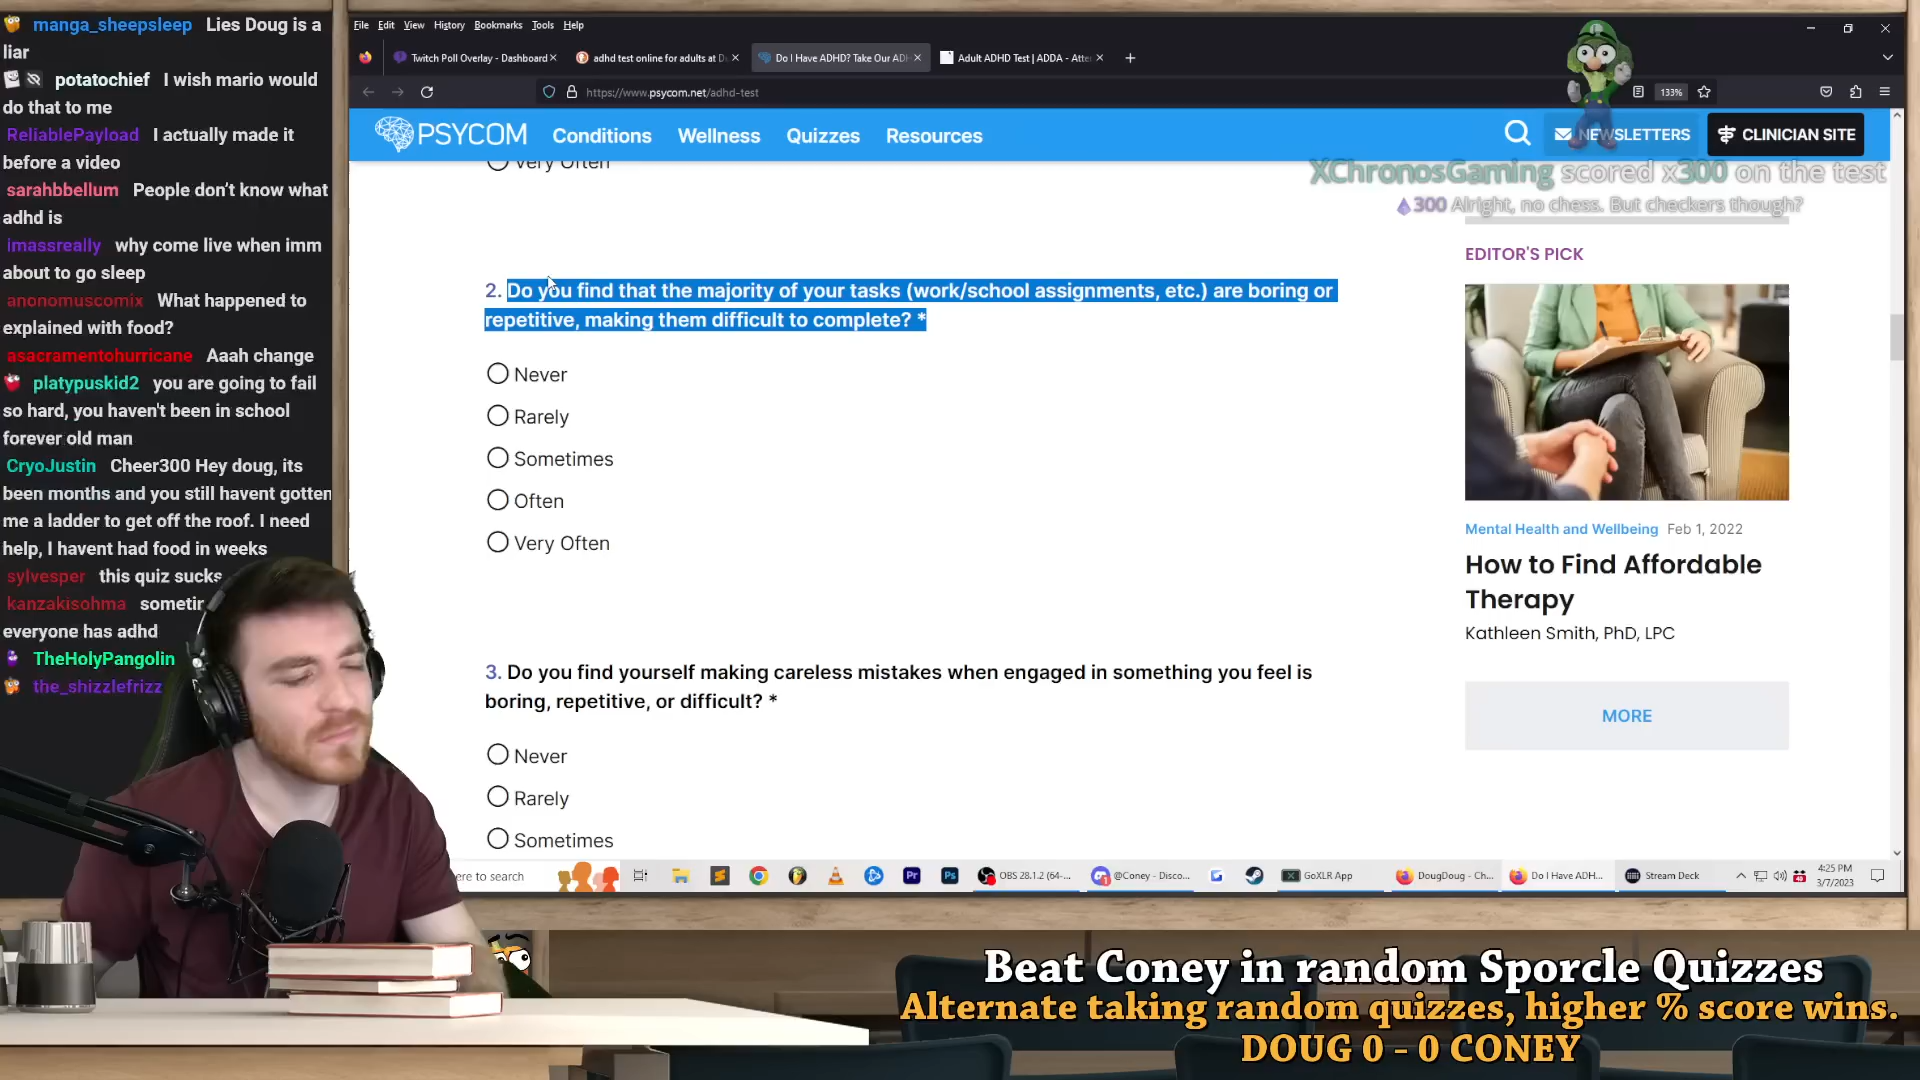 manga_sheepsleep Lies Doug is a
liar
potatochief I wish mario would
do that to me
ReliablePayload I actually made it
before a video
sarahbbellum People don't know what
adhd is
imassreally why come live when imm
about to go sleep
anonomuscomix What happened to
explained with food?
asacramentohurricane Aaah change
platypuskid2 you are going to fail
so hard, you haven't been in school
forever old man
CryoJustin Cheer300 Hey doug, its
been months and you still havent gotten
me a ladder to get off the roof. I need
help, I havent had food in weeks
sylvesper this quiz sucks
kanzakisohma sometir
everyone has adhd
TheHolyPangolin
the_shizzlefrizz
File Edit View History Bookmarks Tools Help
Twitch Poll Overlay - Dashboard
adhd test online for adults at D
Do I Have ADHD? Take Our ADH
Adult ADHD Test | ADDA - Atte
https://www.psycom.net/adhd-test
133%
PSYCOM
Conditions Wellness Quizzes Resources
NEWSLETTERS
CLINICIAN SITE
XChronosGaming scored x300 on the test
300 Alright, no chess. But checkers though?
Very Often
2. Do you find that the majority of your tasks (work/school assignments, etc.) are boring or
repetitive, making them difficult to complete? *
Never
Rarely
Sometimes
Often
Very Often
3. Do you find yourself making careless mistakes when engaged in something you feel is
boring, repetitive, or difficult? *
Never
Rarely
Sometimes
EDITOR'S PICK
Mental Health and Wellbeing Feb 1, 2022
How to Find Affordable
Therapy
Kathleen Smith, PhD, LPC
MORE
ere to search
Pr
Ps
OBS 28.1.2 (64-...
@Coney - Disco...
GoXLR App
DougDoug - Ch...
Do I Have ADH...
Stream Deck
4:25 PM
3/7/2023
Beat Coney in random Sporcle Quizzes
Alternate taking random quizzes, higher % score wins.
DOUG 0 - 0 CONEY